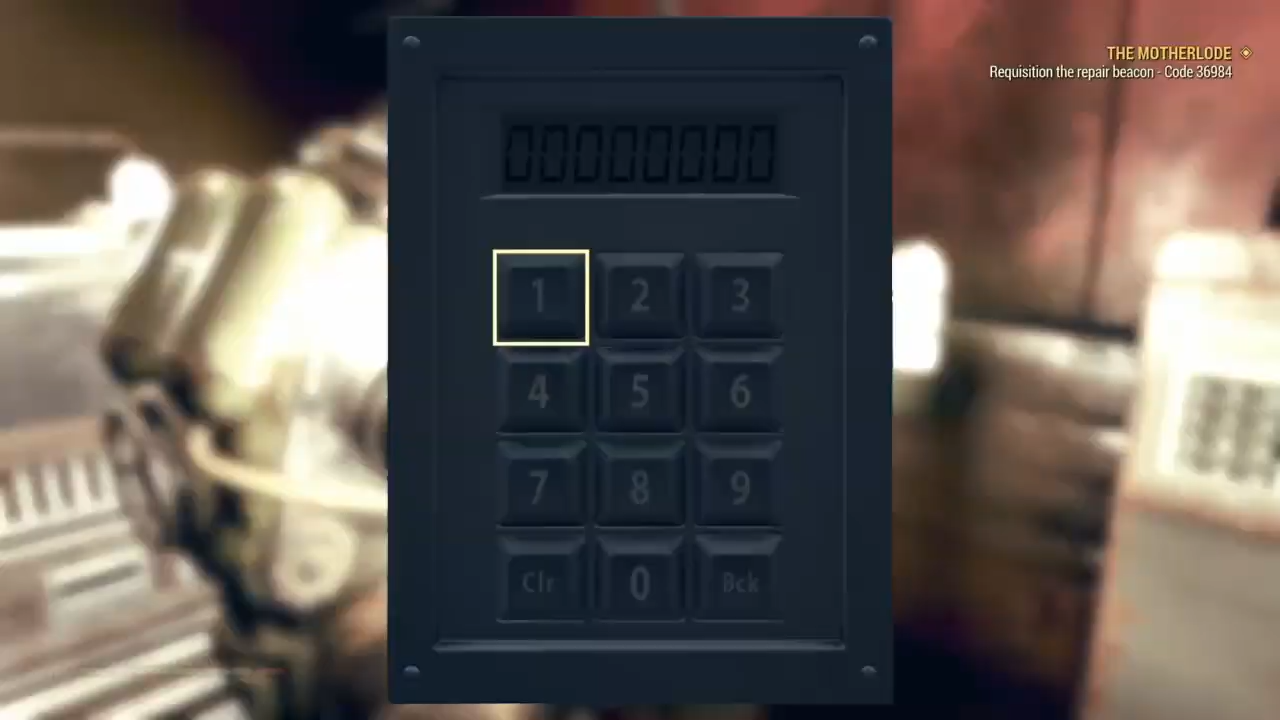 THE MOTHERLODE
Requisition the repair beacon - Code 36984
00000000
1 2 3
4 5 6
7 8 9
Clr 0 Bck